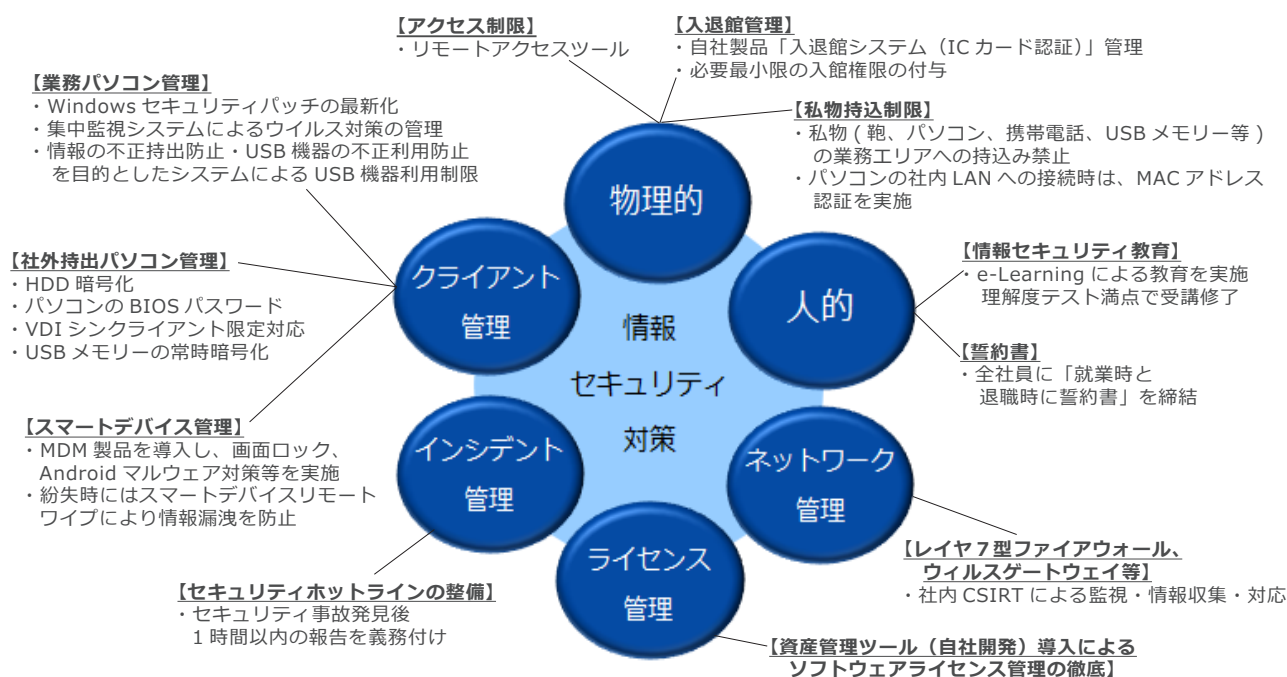 【アクセス制限】
・リモートアクセスツール
【入退館管理】
・自社製品「入退館システム（IC カード認証）」管理
・必要最小限の入館権限の付与
【業務パソコン管理】
・Windows セキュリティパッチの最新化
・集中監視システムによるウイルス対策の管理
・情報の不正持出防止・USB 機器の不正利用防止
を目的としたシステムによる USB 機器利用制限
【私物持込制限】
・私物 ( 鞄、パソコン、携帯電話、USB メモリー等 )
の業務エリアへの持込み禁止
・パソコンの社内 LAN への接続時は、MAC アドレス
認証を実施
物理的
【社外持出パソコン管理】
・HDD 暗号化
・パソコンの BIOS パスワード
・VDI シンクライアント限定対応
・USB メモリーの常時暗号化
クライアント
管理
情報
セキュリティ
対策
人的
【情報セキュリティ教育】
・e-Learning による教育を実施
理解度テスト満点で受講修了
【誓約書】
・全社員に「就業時と
退職時に誓約書」を締結
【スマートデバイス管理】
・MDM 製品を導入し、画面ロック、
Android マルウェア対策等を実施
・紛失時にはスマートデバイスリモート
ワイプにより情報漏洩を防止
インシデント
管理
ネットワーク
管理
【レイヤ 7 型ファイアウォール、
ウィルスゲートウェイ等】
・社内 CSIRT による監視・情報収集・対応
【セキュリティホットラインの整備】
・セキュリティ事故発見後
1 時間以内の報告を義務付け
ライセンス
管理
【資産管理ツール（自社開発）導入による
ソフトウェアライセンス管理の徹底】